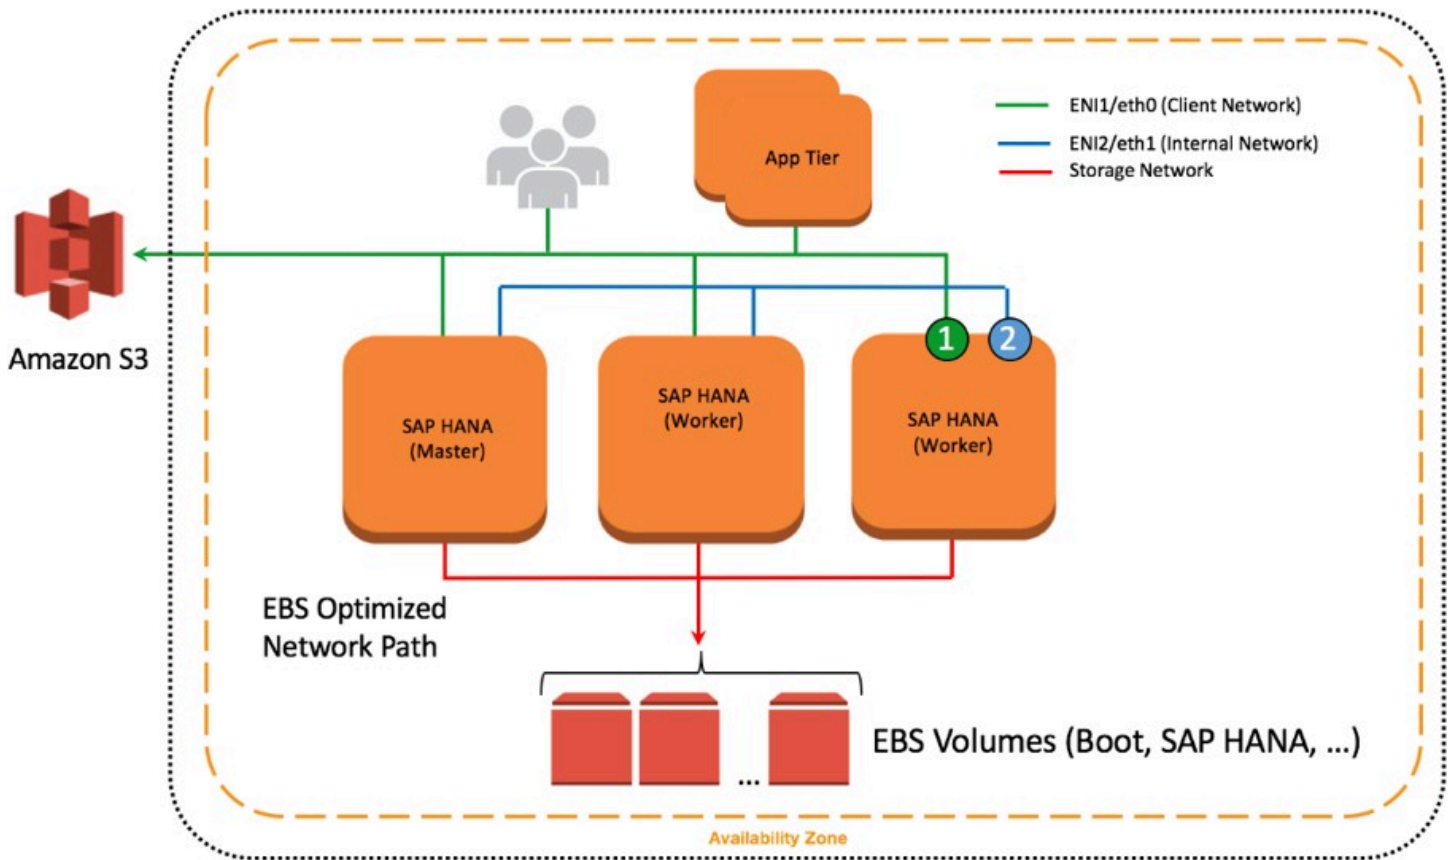 ENI1/eth0 (Client Network)
App Tier
ENI2/eth1 (Internal Network)
Storage Network
1
2
Amazon S3
SAP HANA
(Master)
SAP HANA
(Worker)
SAP HANA
(Worker)
EBS Optimized
Network Path
...
EBS Volumes (Boot, SAP HANA, ...)
Availability Zone